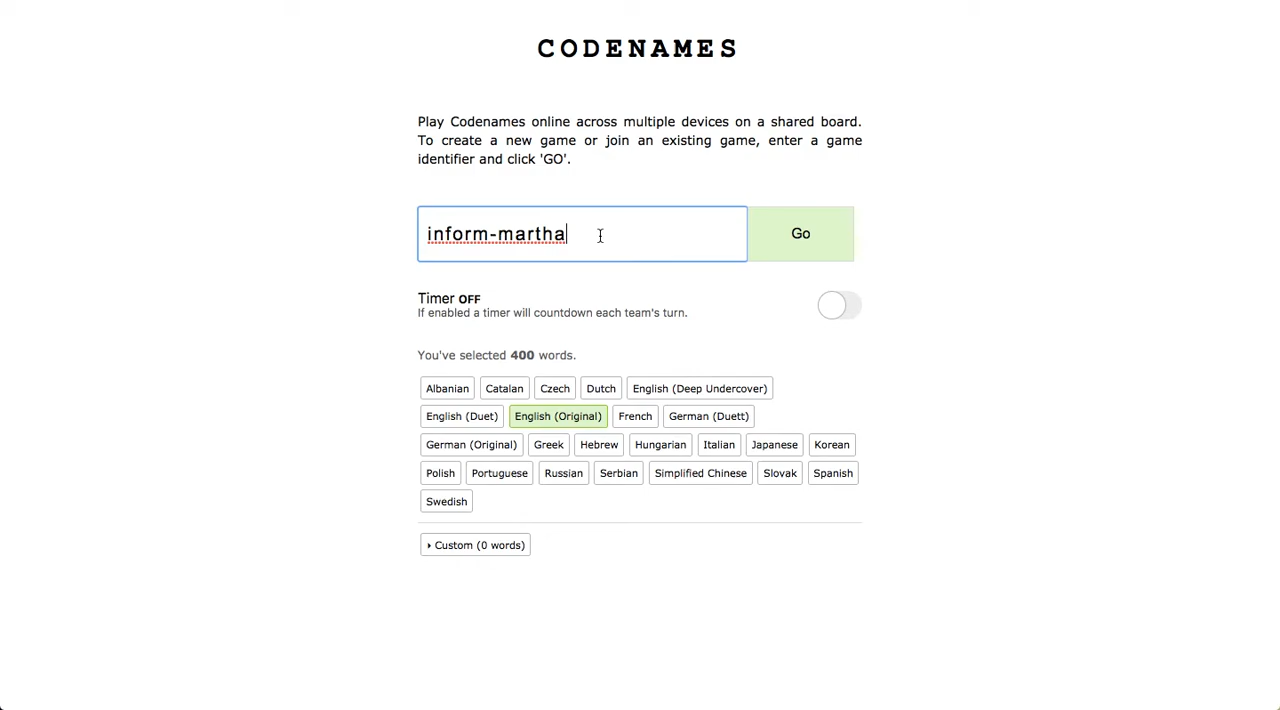 CODENAMES
Play Codenames online across multiple devices on a shared board.
To create a new game or join an existing game, enter a game
identifier and click 'GO'.
inform-martha Go
Timer OFF
If enabled a timer will countdown each team's turn.
You've selected 400 words.
Albanian Catalan Czech Dutch English (Deep Undercover)
English (Duet) English (Original) French German (Duett)
German (Original) Greek Hebrew Hungarian Italian Japanese Korean
Polish Portuguese Russian Serbian Simplified Chinese Slovak Spanish
Swedish
Custom (0 words)